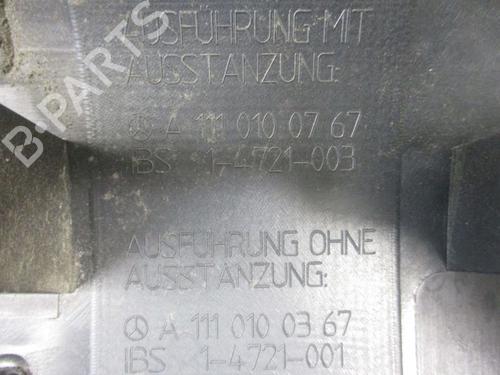 AUSFÜHRUNG MIT
AUSSTANZUNG:
A 111 010 07 67
IBS 1-4721-003
AUSFÜHRUNG OHNE
AUSSTANZUNG:
A 111 010 03 67
IBS 1-4721-001
B-PARTS